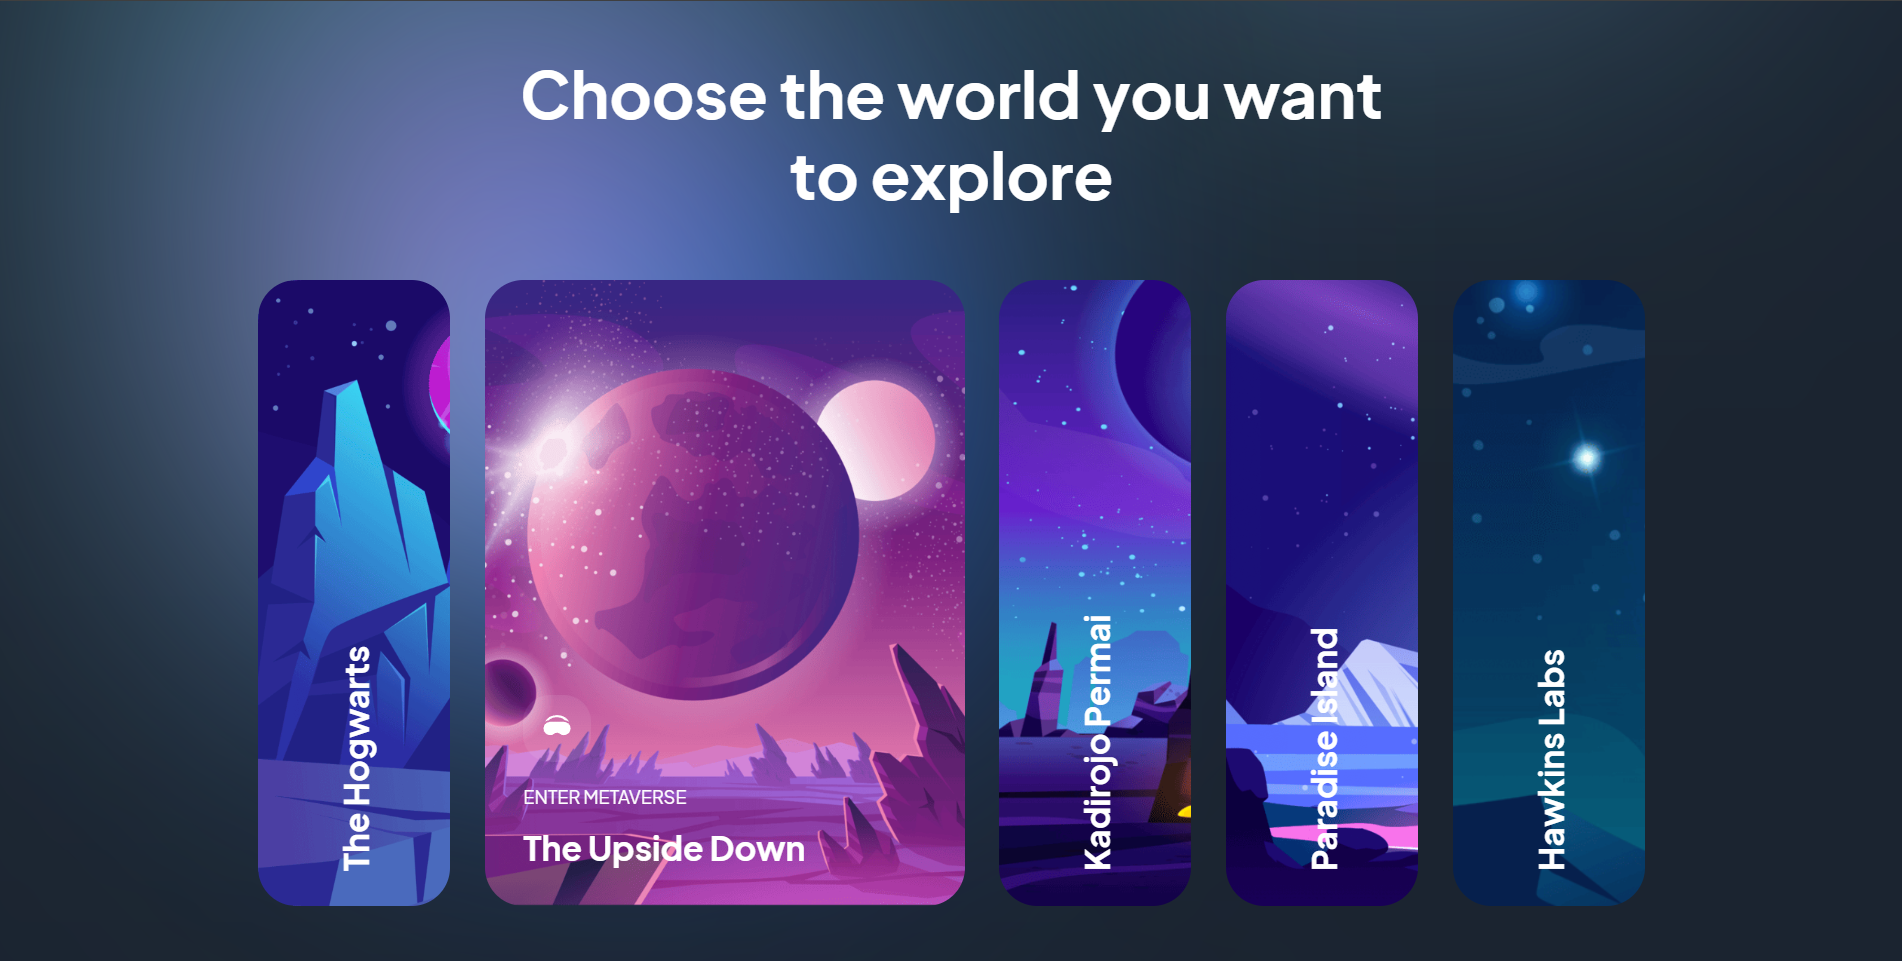 Choose the world you want
to explore
The Hogwarts
ENTER METAVERSE
The Upside Down
Kadirojo Permai
Paradise Island
Hawkins Labs